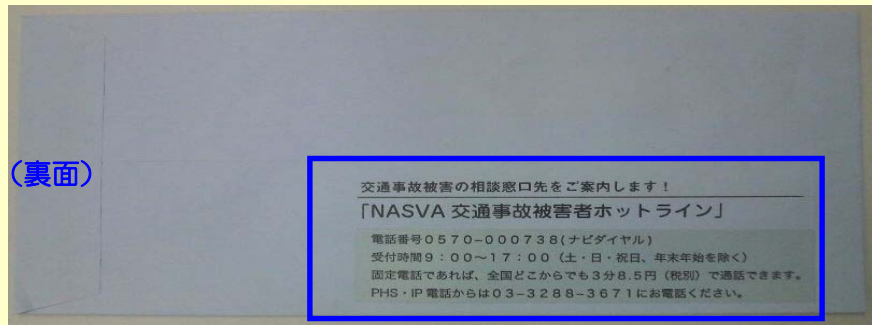 (裏面)
交通事故被害の相談窓口先をご案内します！
「NASVA 交通事故被害者ホットライン」
電話番号０５７０−０００７３８(ナビダイヤル)
受付時間９：００〜１７：００（土・日・祝日、年末年始を除く）
固定電話であれば、全国どこからでも３分８.５円（税別）で通話できます。
PHS・IP 電話からは０３−３２８８−３６７１にお電話ください。